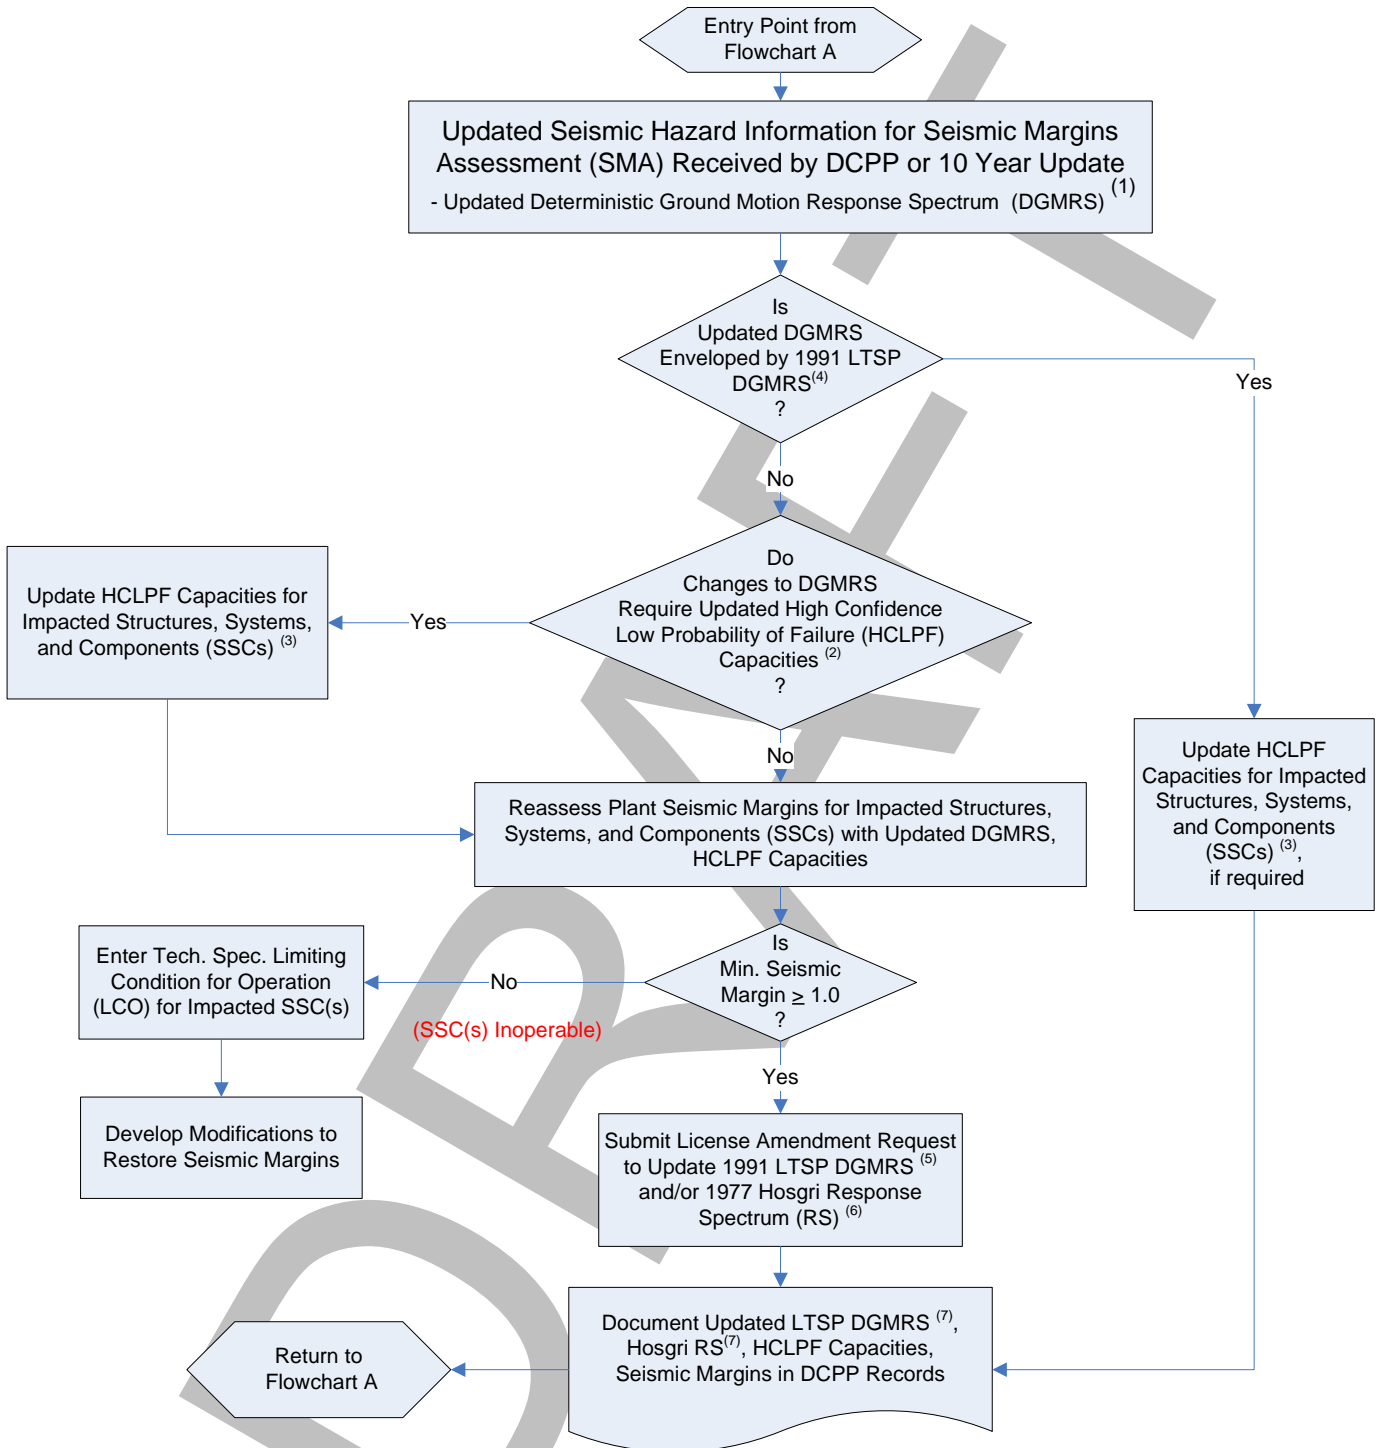 Entry Point from
Flowchart A
Updated Seismic Hazard Information for Seismic Margins
Assessment (SMA) Received by DCPP or 10 Year Update
- Updated Deterministic Ground Motion Response Spectrum (DGMRS) (1)
Is
Updated DGMRS
Enveloped by 1991 LTSP
DGMRS(4)
?
Yes
No
Do
Changes to DGMRS
Require Updated High Confidence
Low Probability of Failure (HCLPF)
Capacities (2)
?
Yes
Update HCLPF Capacities for
Impacted Structures, Systems,
and Components (SSCs) (3)
No
Update HCLPF
Capacities for Impacted
Structures, Systems,
and Components
(SSCs) (3),
if required
Reassess Plant Seismic Margins for Impacted Structures,
Systems, and Components (SSCs) with Updated DGMRS,
HCLPF Capacities
Is
Min. Seismic
Margin ≥ 1.0
?
No
(SSC(s) Inoperable)
Enter Tech. Spec. Limiting
Condition for Operation
(LCO) for Impacted SSC(s)
Develop Modifications to
Restore Seismic Margins
Yes
Submit License Amendment Request
to Update 1991 LTSP DGMRS (5)
and/or 1977 Hosgri Response
Spectrum (RS) (6)
Document Updated LTSP DGMRS (7),
Hosgri RS(7), HCLPF Capacities,
Seismic Margins in DCPP Records
Return to
Flowchart A
DRAFT